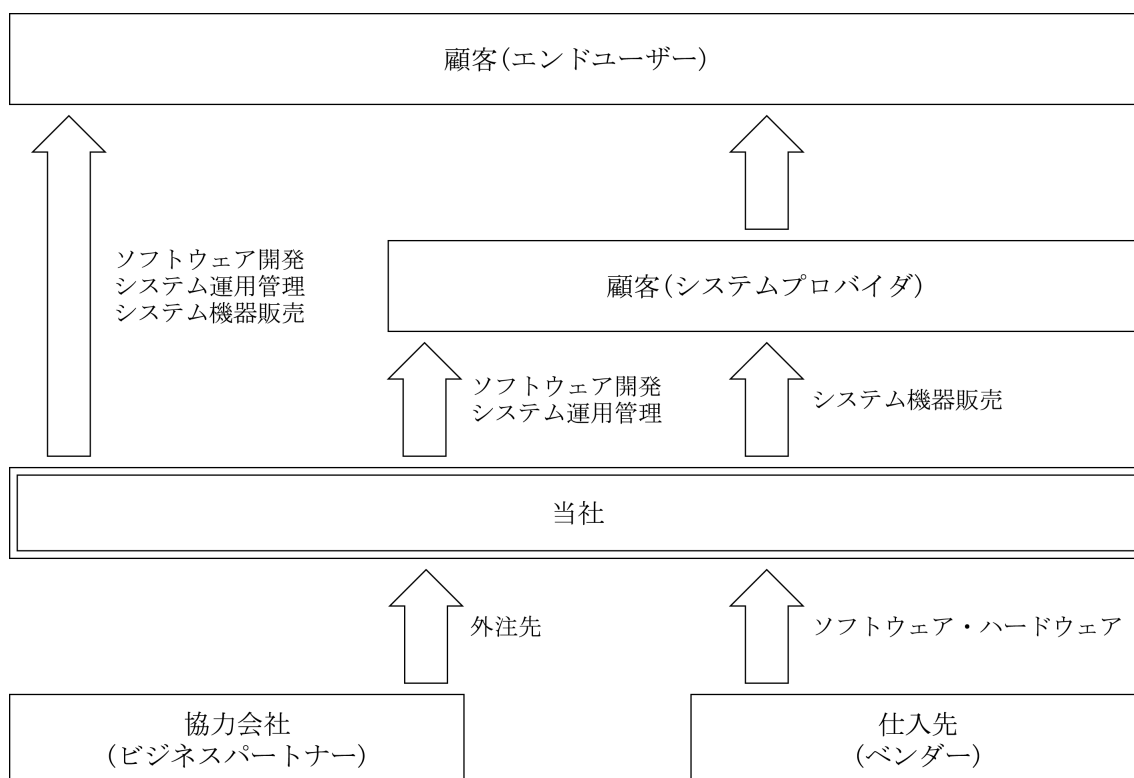 顧客(エンドユーザー)
ソフトウェア開発
システム運用管理
システム機器販売
顧客(システムプロバイダ)
ソフトウェア開発
システム運用管理
システム機器販売
当社
外注先
ソフトウェア・ハードウェア
協力会社
(ビジネスパートナー)
仕入先
(ベンダー)